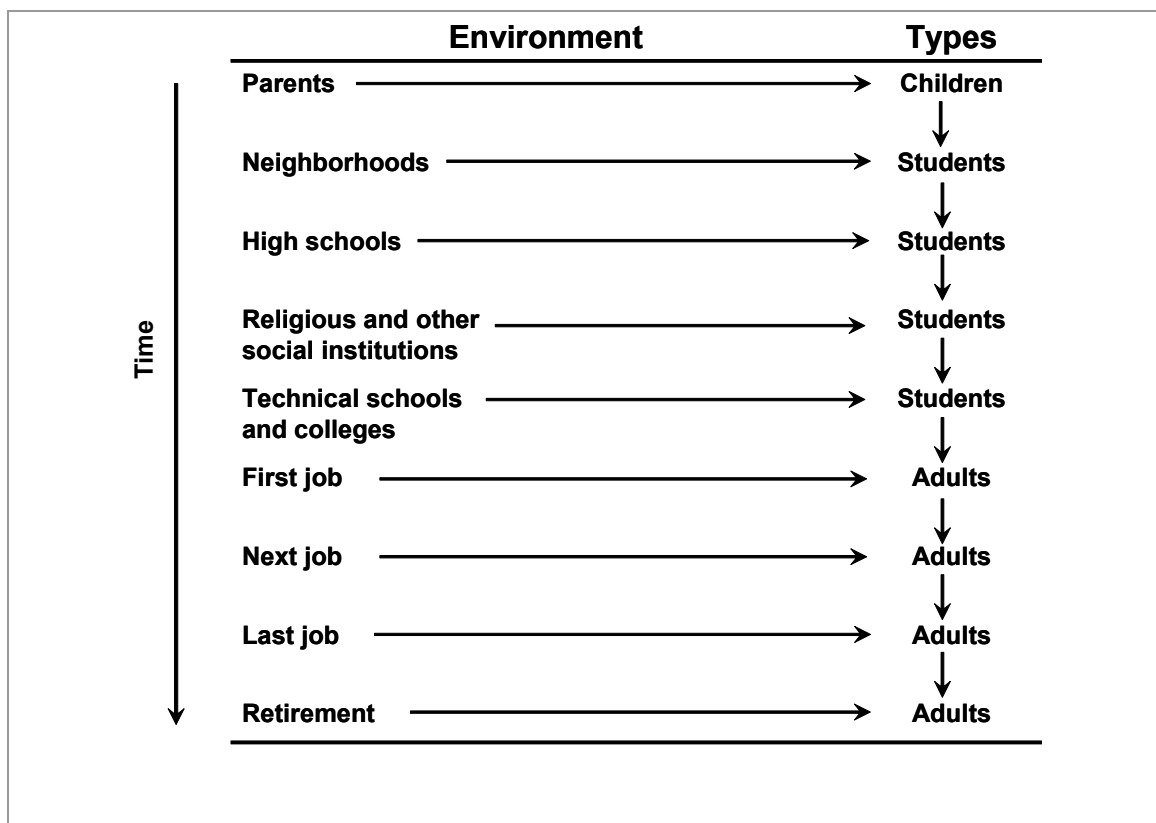 Environment Types
Parents Children
Neighborhoods Students
High schools Students
Religious and other Students
social institutions
Time
Technical schools Students
and colleges
First job Adults
Next job Adults
Last job Adults
Retirement Adults